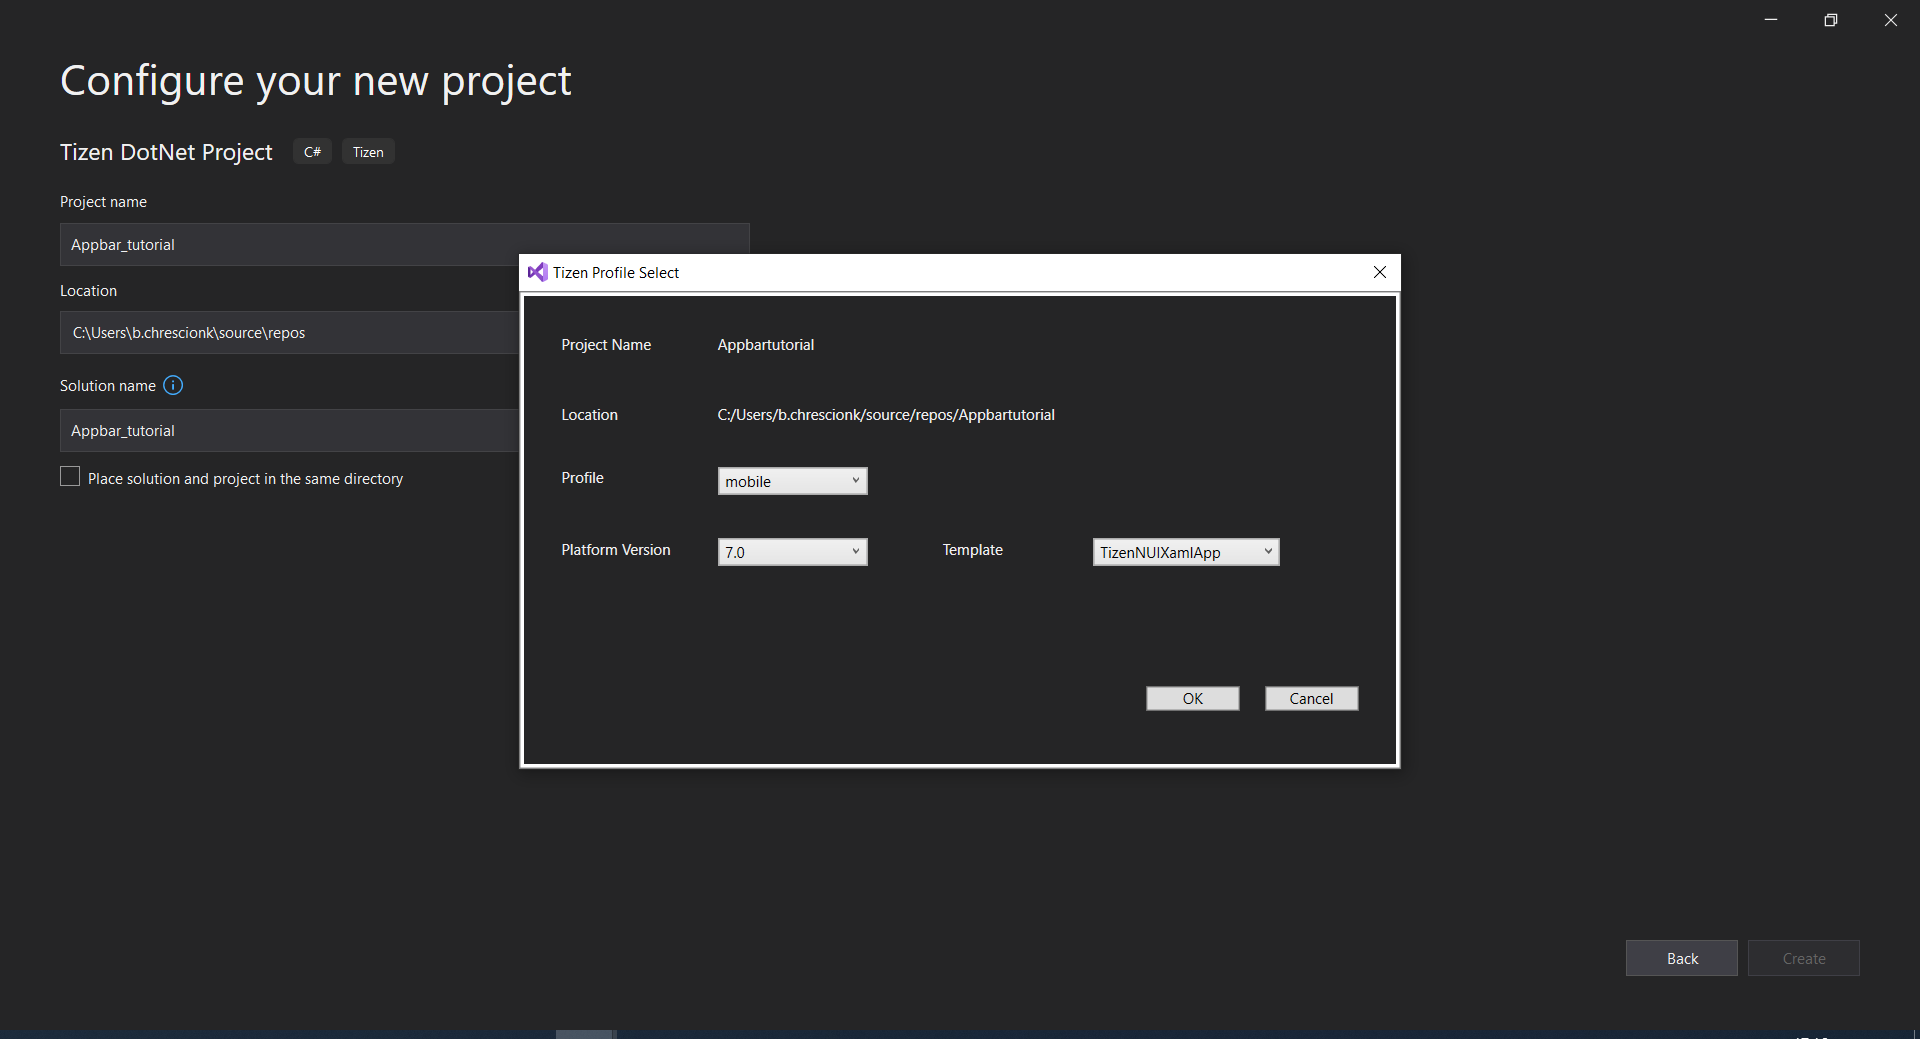 Configure your new project
Tizen DotNet Project C# Tizen
Project name
Appbar_tutorial
Location
C:\Users\b.chrescionk\source\repos
Solution name
Appbar_tutorial
Place solution and project in the same directory
Tizen Profile Select
Project Name Appbartutorial
Location C:/Users/b.chrescionk/source/repos/Appbartutorial
Profile mobile
Platform Version 7.0 Template TizenNUIXamlApp
OK Cancel
Back Create